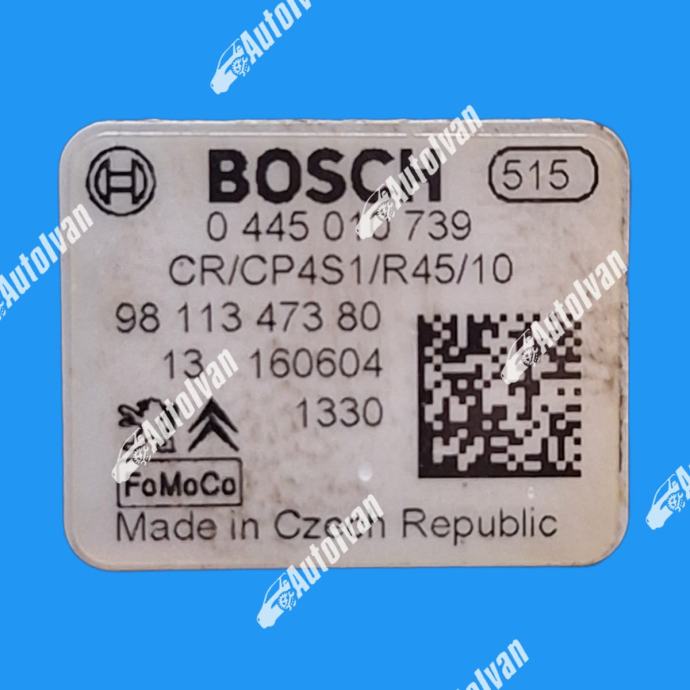 AutoIvan
AutoIvan
BOSCH 515
0 445 010 739
CR/CP4S1/R45/10
98 113 473 80
13 160604
1330
FoMoCo
Made in Czech Republic
AutoIvan
AutoIvan
AutoIvan
AutoIvan
AutoIvan
AutoIvan